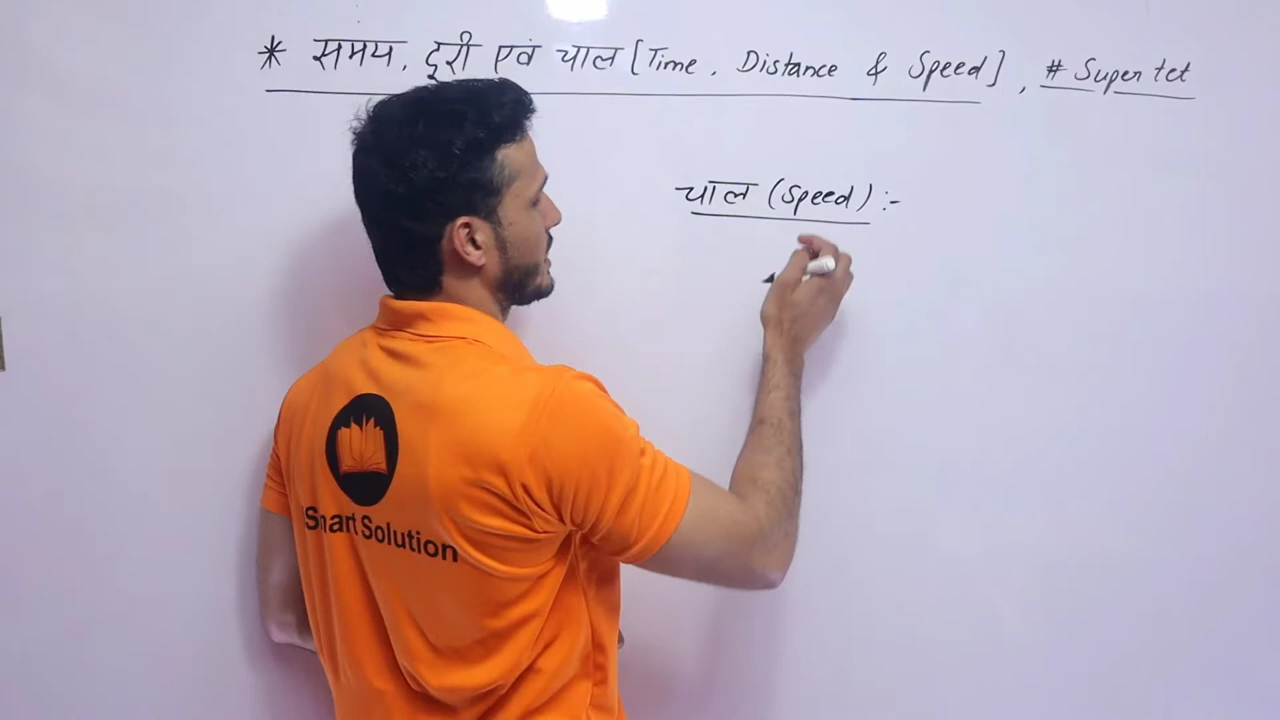 * समय, दूरी एवं चाल [Time, Distance & Speed], # Super tet
चाल (Speed) :-
Smart Solution